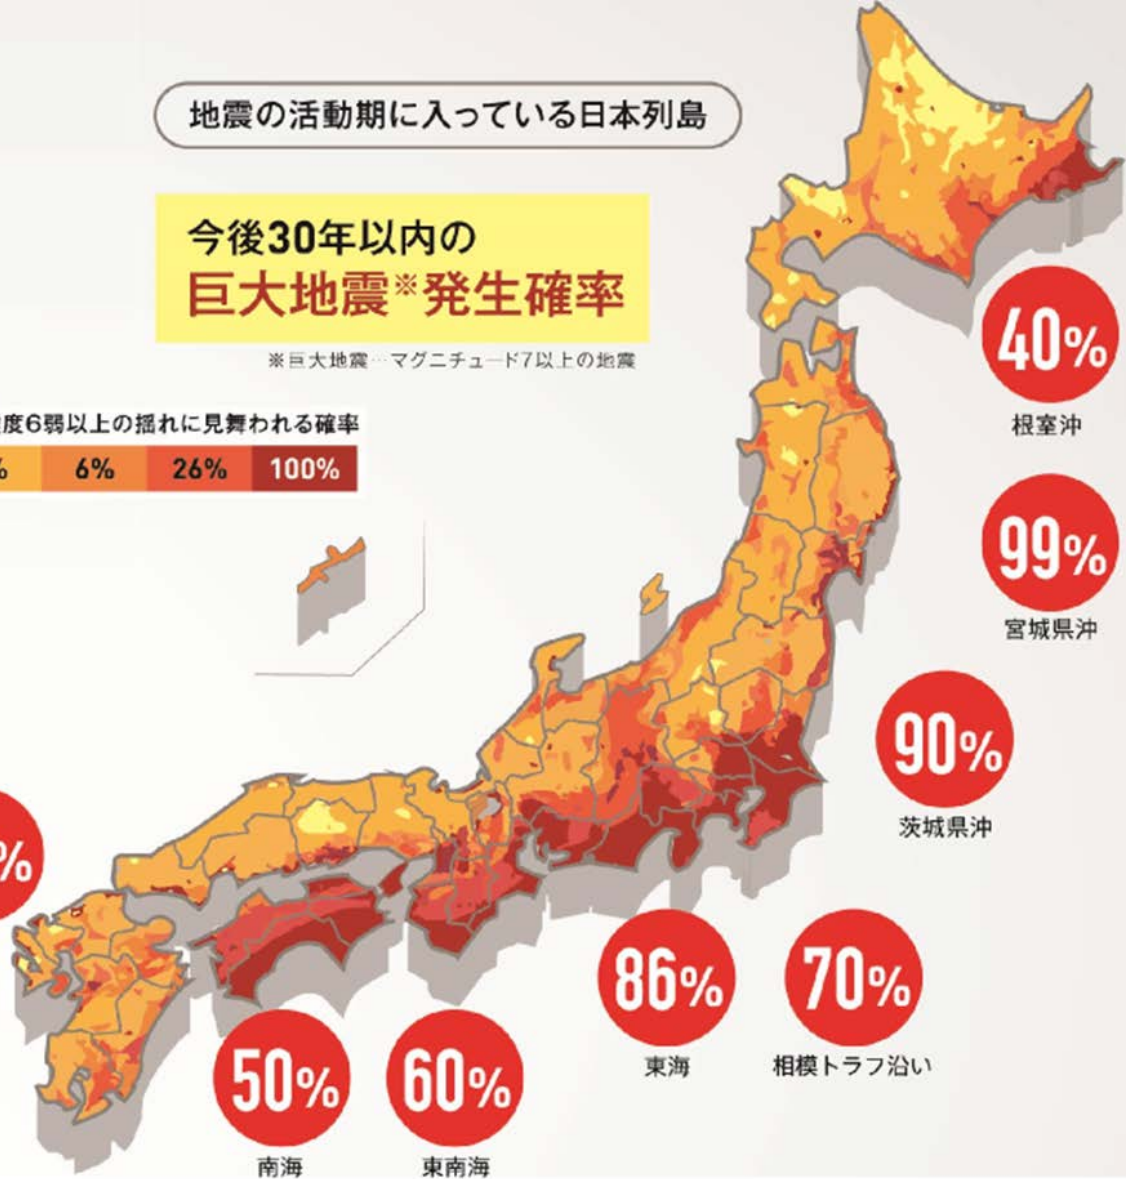 地震の活動期に入っている日本列島
今後30年以内の
巨大地震※発生確率
※巨大地震…マグニチュード7以上の地震
度6弱以上の揺れに見舞われる確率
% 6% 26% 100%
40%
根室沖
99%
宮城県沖
90%
茨城県沖
%
86%
東海
70%
相模トラフ沿い
50%
南海
60%
東南海